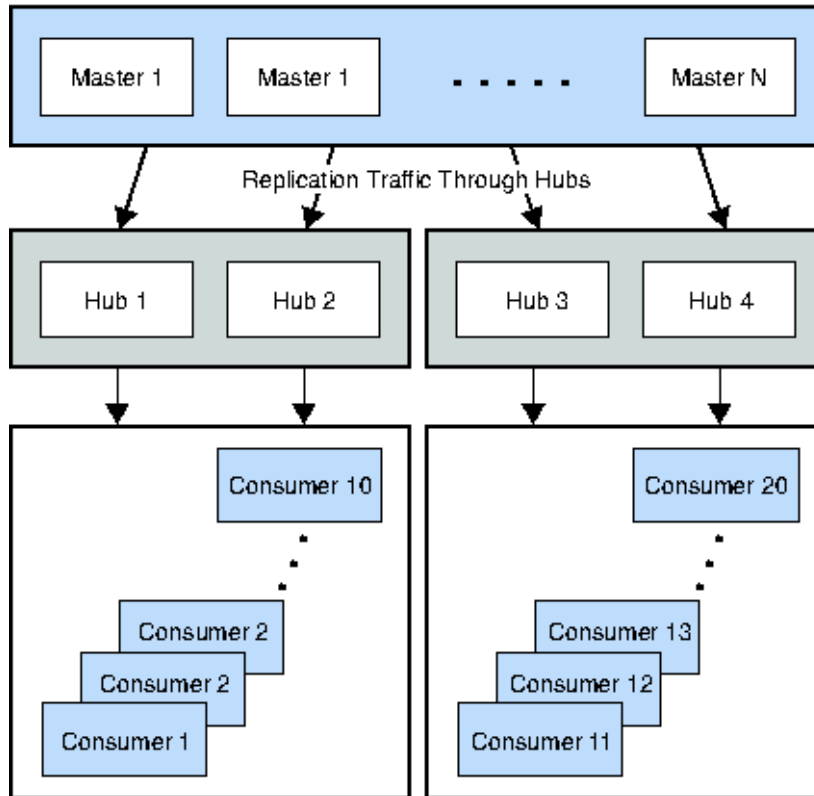 Master 1
Master 1
. . . . .
Master N
Replication Traffic Through Hubs
Hub 1
Hub 2
Hub 3
Hub 4
Consumer 10
Consumer 2
Consumer 2
Consumer 1
Consumer 20
Consumer 13
Consumer 12
Consumer 11